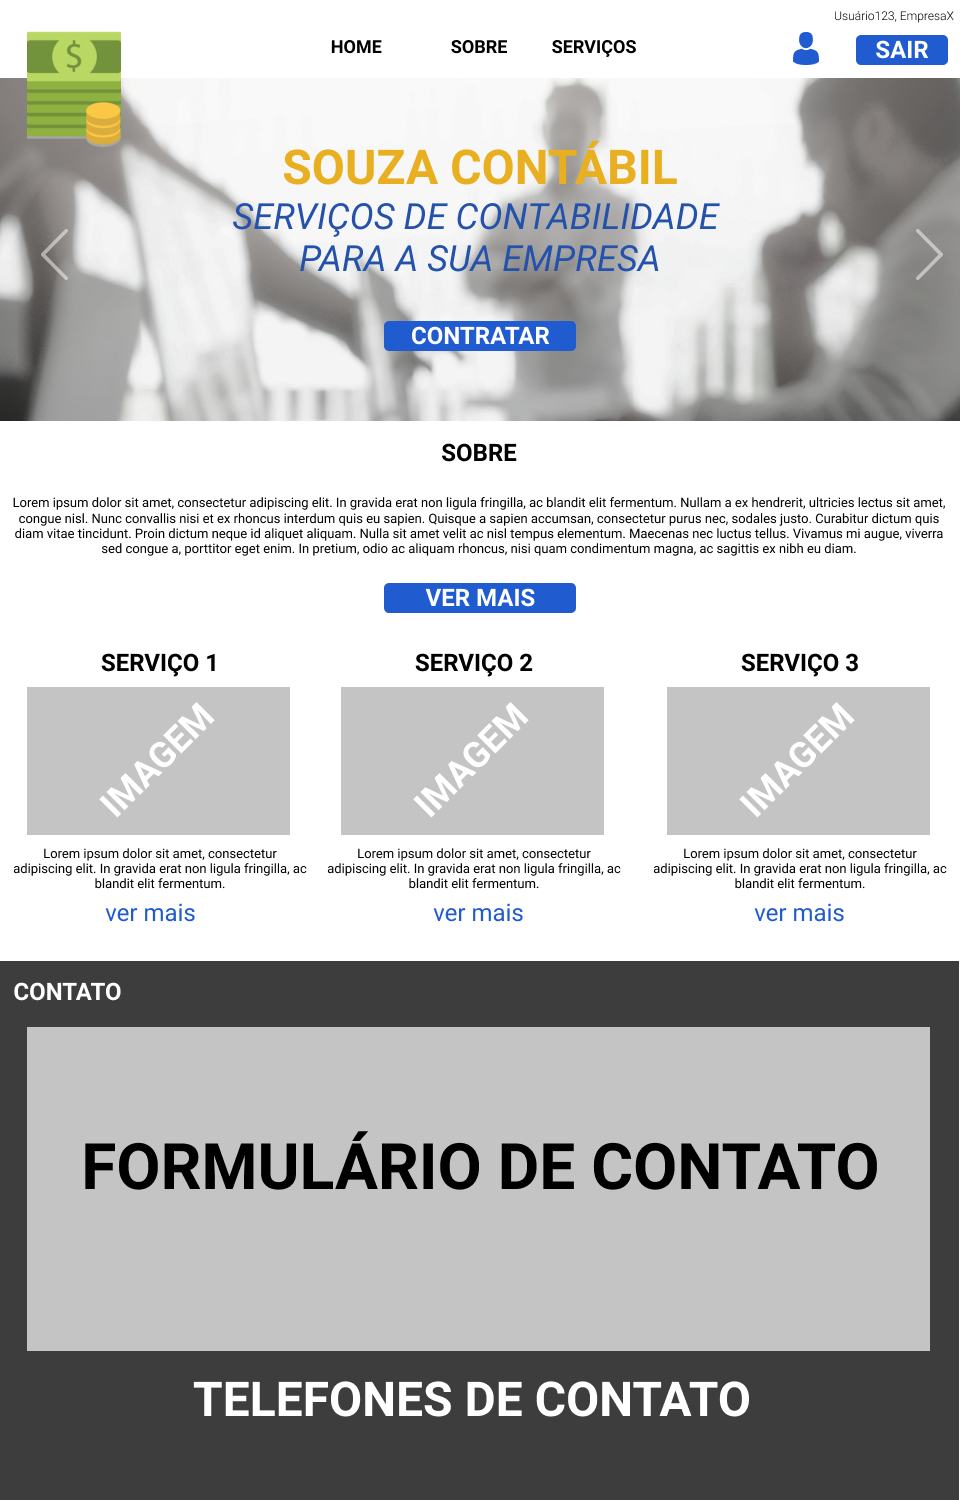 Usuário123, EmpresaX
HOME SOBRE SERVIÇOS SAIR
$
SOUZA CONTÁBIL
SERVIÇOS DE CONTABILIDADE
PARA A SUA EMPRESA
CONTRATAR
SOBRE
Lorem ipsum dolor sit amet, consectetur adipiscing elit. In gravida erat non ligula fringilla, ac blandit elit fermentum. Nullam a ex hendrerit, ultricies lectus sit amet,
congue nisl. Nunc convallis nisi et ex rhoncus interdum quis eu sapien. Quisque a sapien accumsan, consectetur purus nec, sodales justo. Curabitur dictum quis
diam vitae tincidunt. Proin dictum neque id aliquet aliquam. Nulla sit amet velit ac nisl tempus elementum. Maecenas nec luctus tellus. Vivamus mi augue, viverra
sed congue a, porttitor eget enim. In pretium, odio ac aliquam rhoncus, nisi quam condimentum magna, ac sagittis ex nibh eu diam.
VER MAIS
SERVIÇO 1
IMAGEM
Lorem ipsum dolor sit amet, consectetur
adipiscing elit. In gravida erat non ligula fringilla, ac
blandit elit fermentum.
ver mais
SERVIÇO 2
IMAGEM
Lorem ipsum dolor sit amet, consectetur
adipiscing elit. In gravida erat non ligula fringilla, ac
blandit elit fermentum.
ver mais
SERVIÇO 3
IMAGEM
Lorem ipsum dolor sit amet, consectetur
adipiscing elit. In gravida erat non ligula fringilla, ac
blandit elit fermentum.
ver mais
CONTATO
FORMULÁRIO DE CONTATO
TELEFONES DE CONTATO